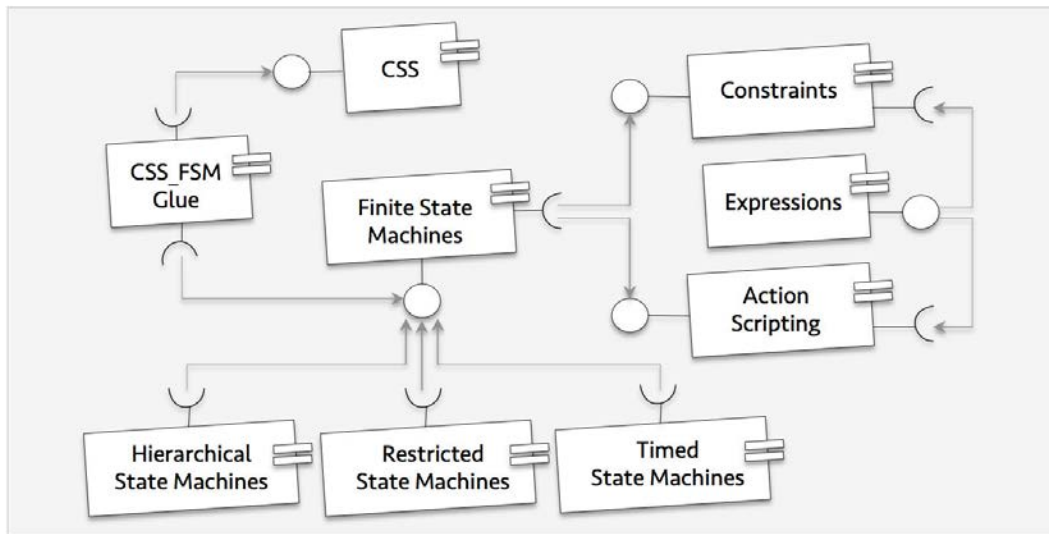 CSS
CSS_FSM
Glue
Finite State
Machines
Constraints
Expressions
Action
Scripting
Hierarchical
State Machines
Restricted
State Machines
Timed
State Machines